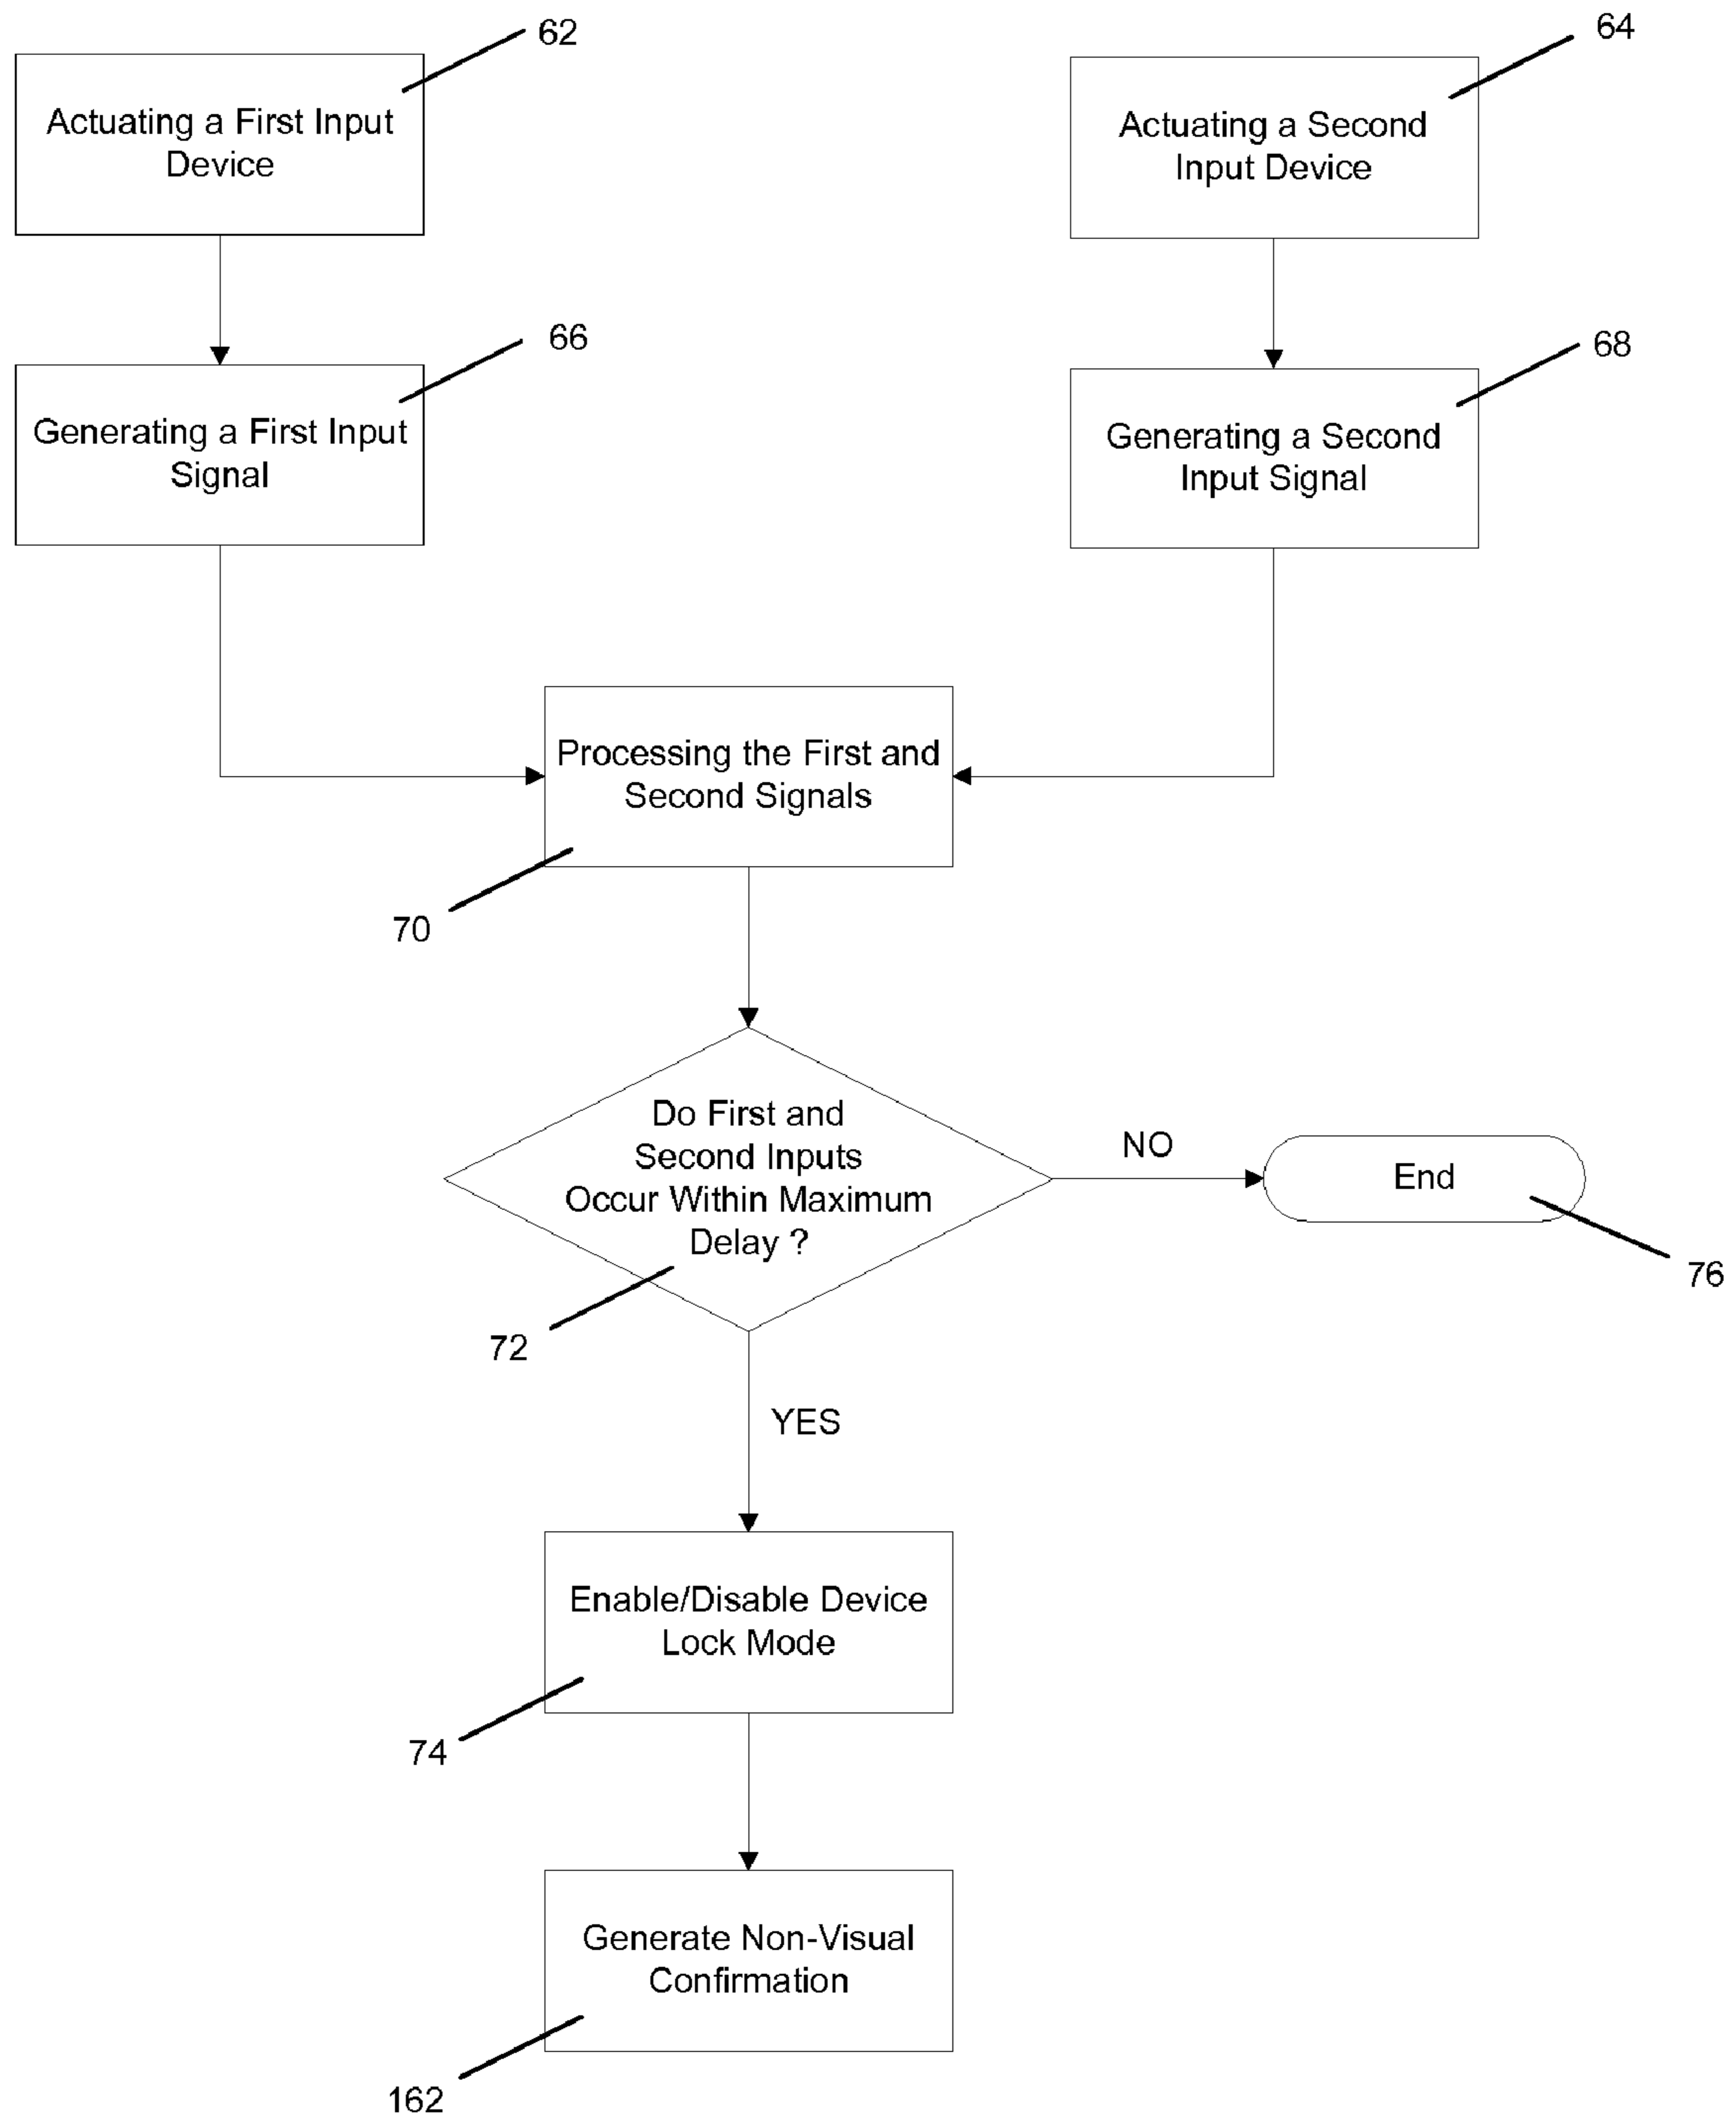 62
64
Actuating a First Input
Device
Actuating a Second
Input Device
66
68
Generating a First Input
Signal
Generating a Second
Input Signal
Processing the First and
Second Signals
70
Do First and
Second Inputs
Occur Within Maximum
Delay ?
NO
End
76
72
YES
Enable/Disable Device
Lock Mode
74
Generate Non-Visual
Confirmation
162